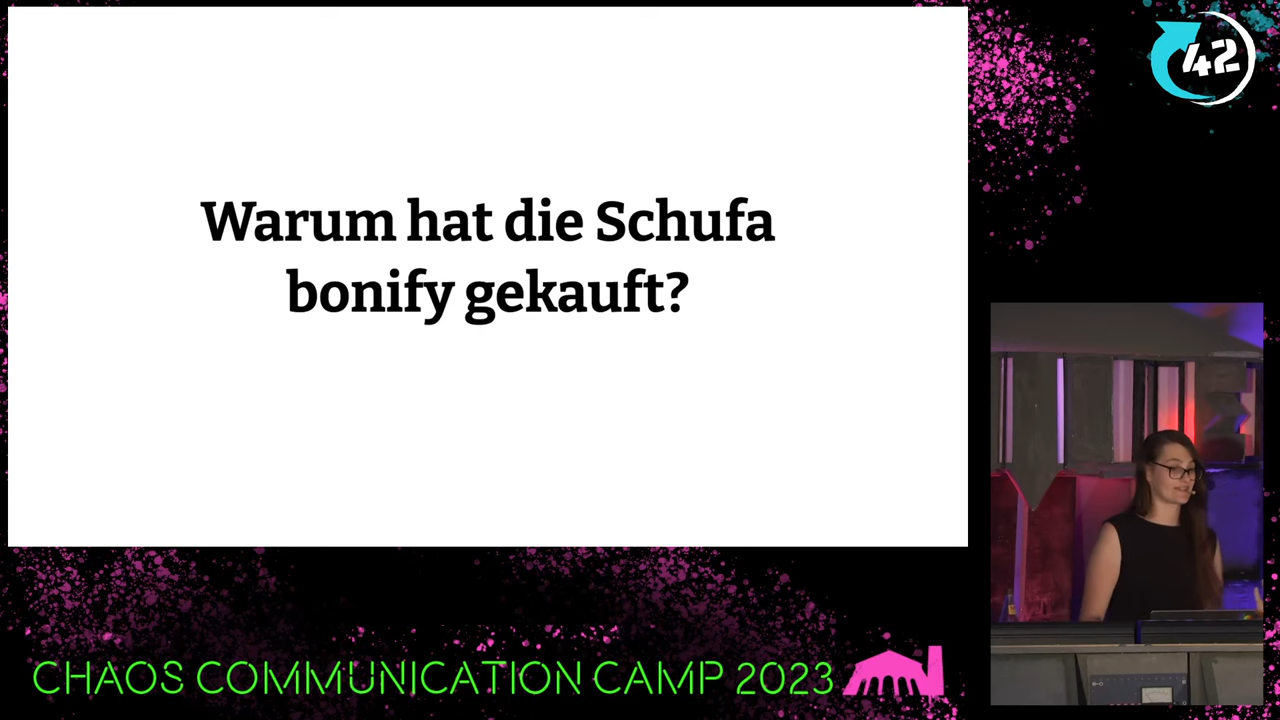 Warum hat die Schufa
bonify gekauft?
42
CHAOS COMMUNICATION CAMP 2023